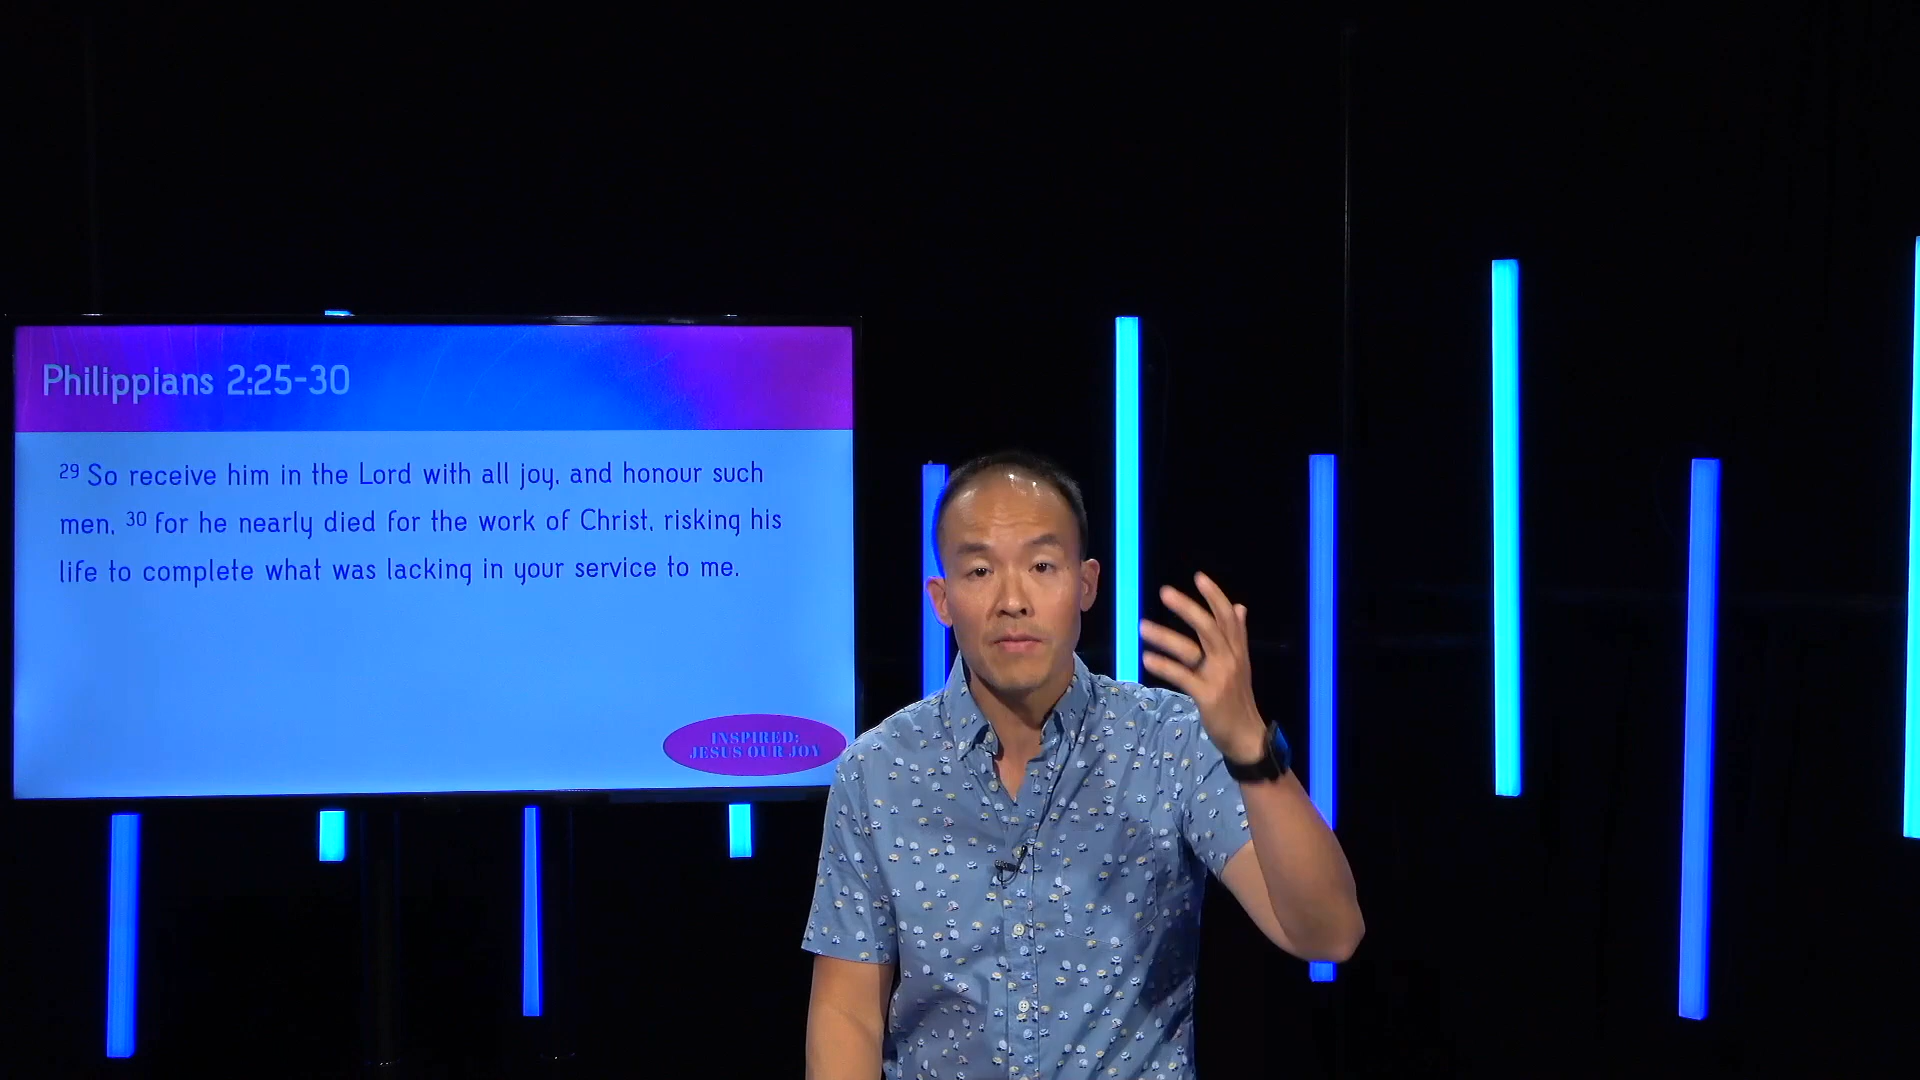 Philippians 2:25-30
29 So receive him in the Lord with all joy, and honour such
men, 30 for he nearly died for the work of Christ, risking his
life to complete what was lacking in your service to me.
INSPIRED:
JESUS OUR JOY